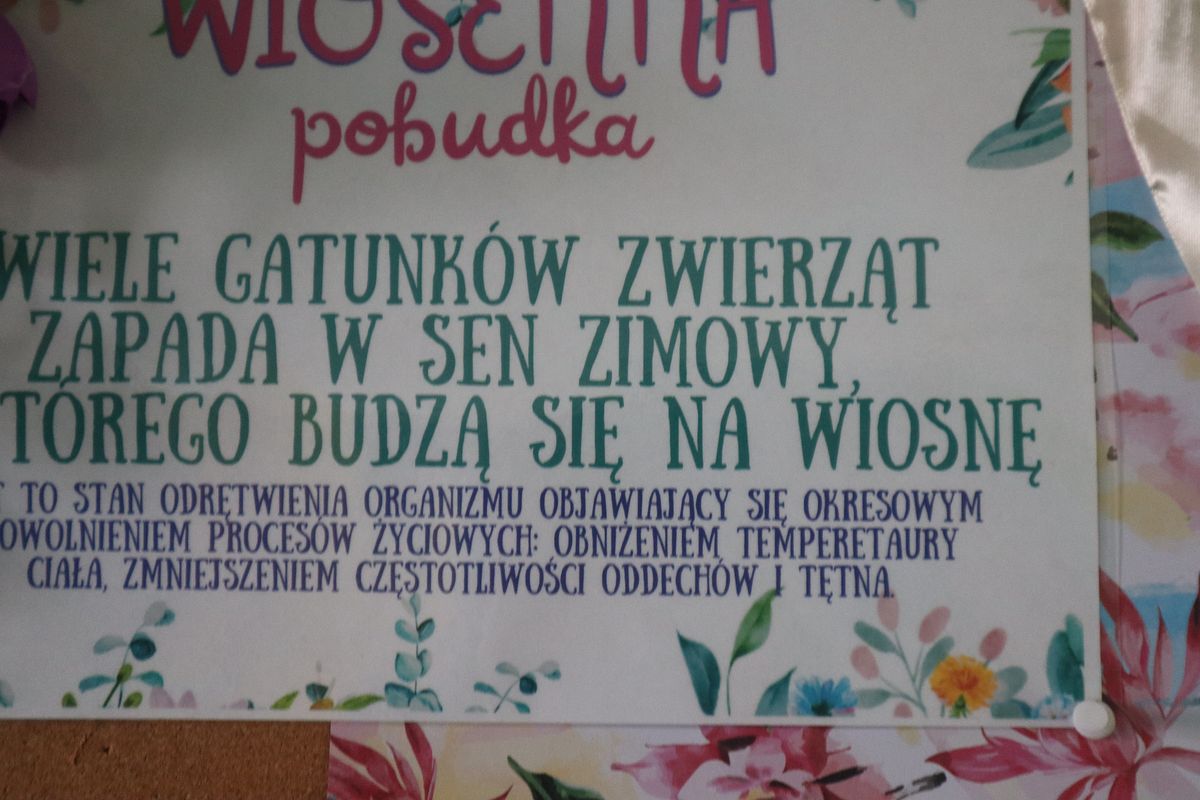 WIOSENNA
pobudka
WIELE GATUNKÓW ZWIERZĄT
ZAPADA W SEN ZIMOWY,
TÓREGO BUDZĄ SIĘ NA WIOSNĘ
TO STAN ODRĘTWIENIA ORGANIZMU OBJAWIAJĄCY SIĘ OKRESOWYM
OWOLNIENIEM PROCESÓW ŻYCIOWYCH: OBNIŻENIEM TEMPERETAURY
CIAŁA, ZMNIEJSZENIEM CZĘSTOTLIWOŚCI ODDECHÓW I TĘTNA.